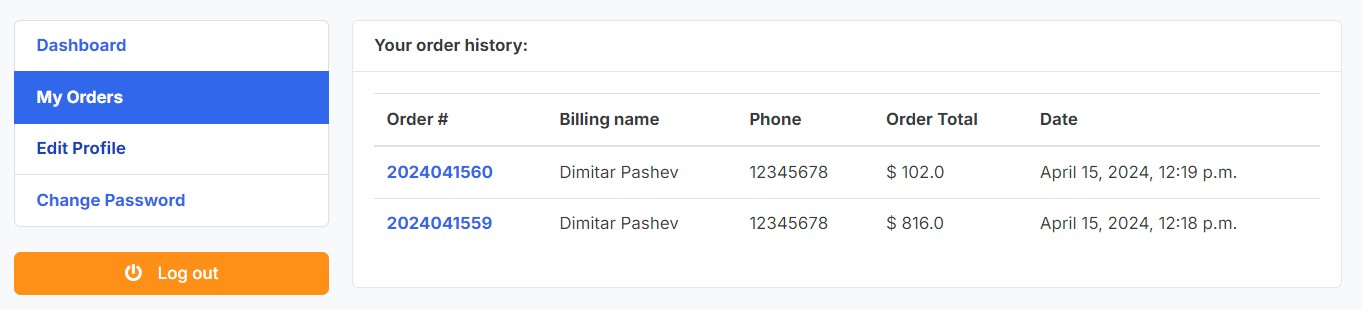 Dashboard
My Orders
Edit Profile
Change Password
Log out
Your order history:
Order # Billing name Phone Order Total Date
2024041560 Dimitar Pashev 12345678 $ 102.0 April 15, 2024, 12:19 p.m.
2024041559 Dimitar Pashev 12345678 $ 816.0 April 15, 2024, 12:18 p.m.